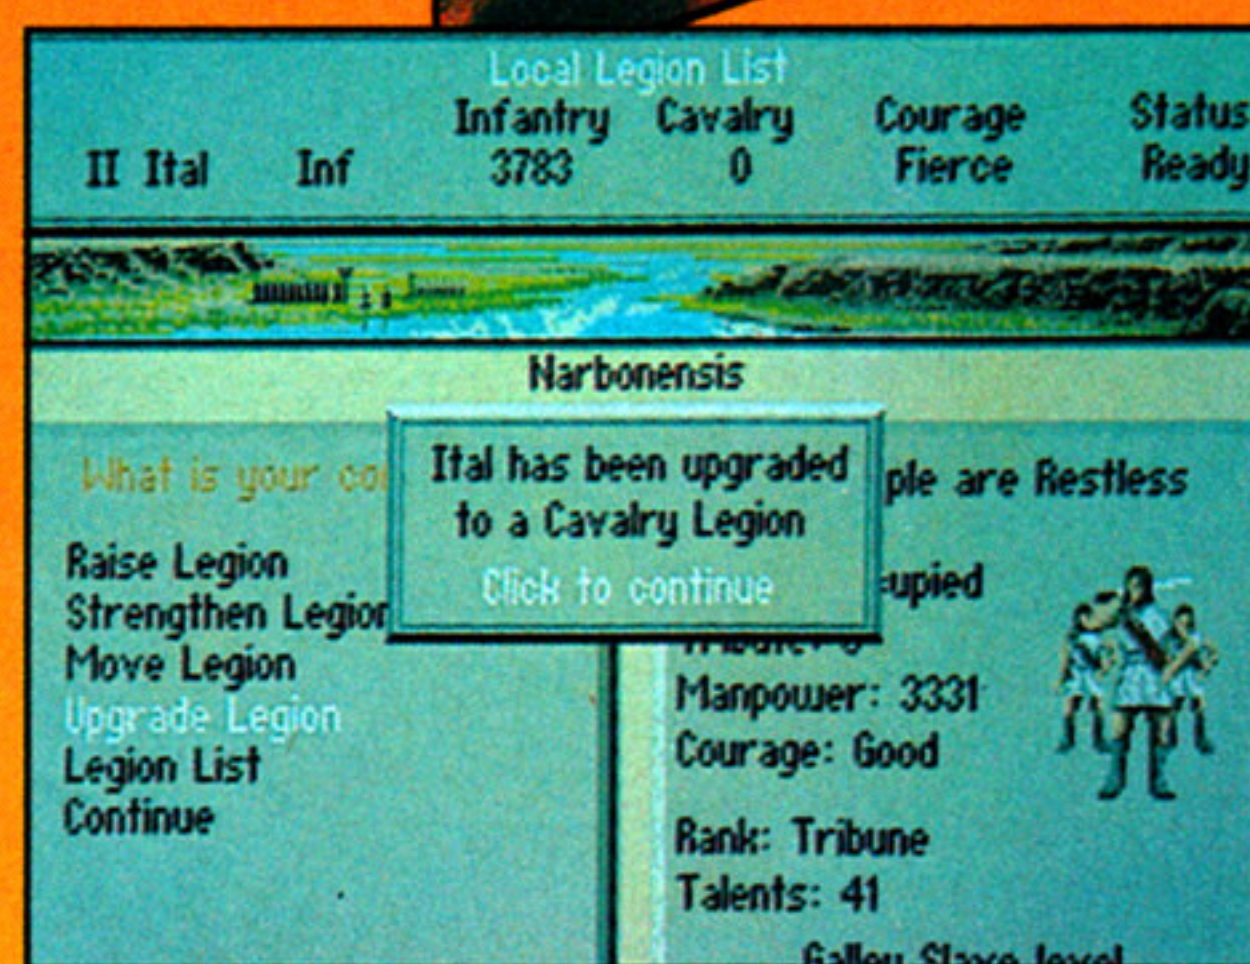 Local Legion List
Infantry Cavalry Courage Status
II Ital Inf 3783 0 Fierce Ready
Narbonensis
Ital has been upgraded
to a Cavalry Legion
Click to continue
What is your
ple are Restless
Raise Legion
Strengthen Legion
Move Legion
Upgrade Legion
Legion List
Continue
cupied
Manpower: 3331
Courage: Good
Rank: Tribune
Talents: 41